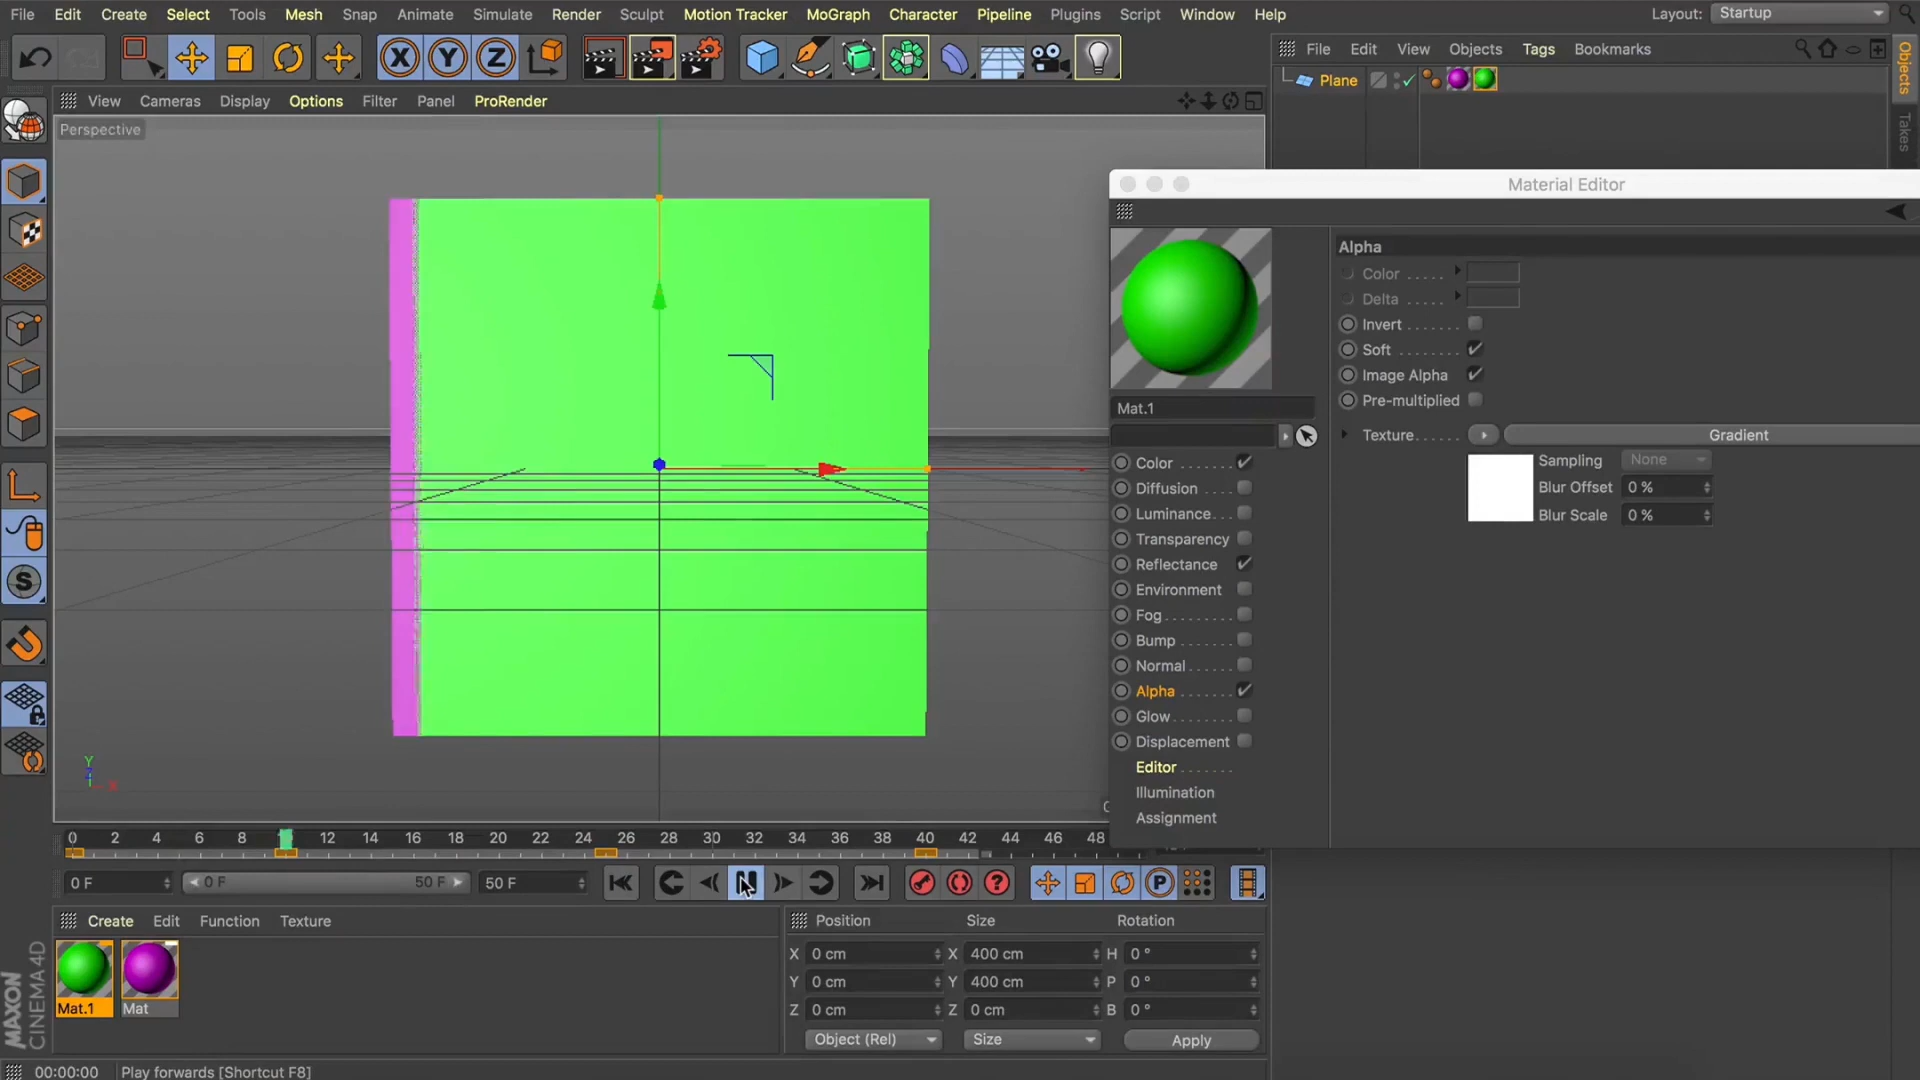 File Edit Create Select Tools Mesh Snap Animate Simulate Render Sculpt Motion Tracker MoGraph Character Pipeline Plugins Script Window Help Layout: Startup
X Y Z
File Edit View Objects Tags Bookmarks
Objects
Takes
Plane
View Cameras Display Options Filter Panel ProRender
Perspective
Material Editor
Mat.1
Color
Diffusion
Luminance
Transparency
Reflectance
Environment
Fog
Bump
Normal
Alpha
Glow
Displacement
Editor
Illumination
Assignment
Alpha
Color
Delta
Invert
Soft
Image Alpha
Pre-multiplied
Texture Gradient
Sampling None
Blur Offset 0 %
Blur Scale 0 %
S
Y
Z
0 2 4 6 8 12 14 16 18 20 22 24 26 28 30 32 34 36 38 40 42 44 46 48
0 F 0 F 50 F 50 F
? P
Create Edit Function Texture
Mat.1 Mat
Position Size Rotation
X 0 cm X 400 cm H 0 °
Y 0 cm Y 400 cm P 0 °
Z 0 cm Z 0 cm B 0 °
Object (Rel) Size Apply
MAXON
CINEMA 4D
00:00:00 Play forwards [Shortcut F8]